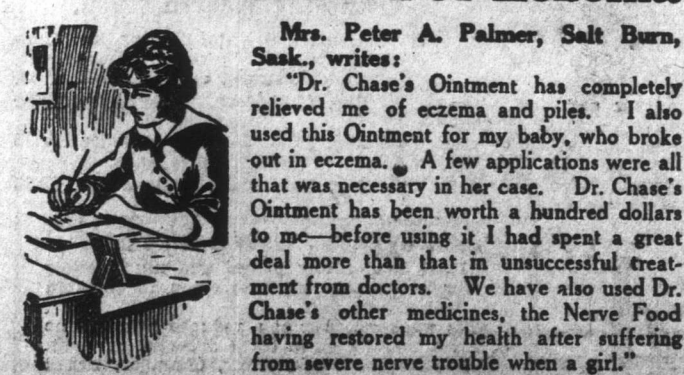 Mrs. Peter A. Palmer, Salt Burn,
Sask., writes:
"Dr. Chase's Ointment has completely
relieved me of eczema and piles. I also
used this Ointment for my baby, who broke
out in eczema. A few applications were all
that was necessary in her case. Dr. Chase's
Ointment has been worth a hundred dollars
to me—before using it I had spent a great
deal more than that in unsuccessful treat-
ment from doctors. We have also used Dr.
Chase's other medicines, the Nerve Food
having restored my health after suffering
from severe nerve trouble when a girl."